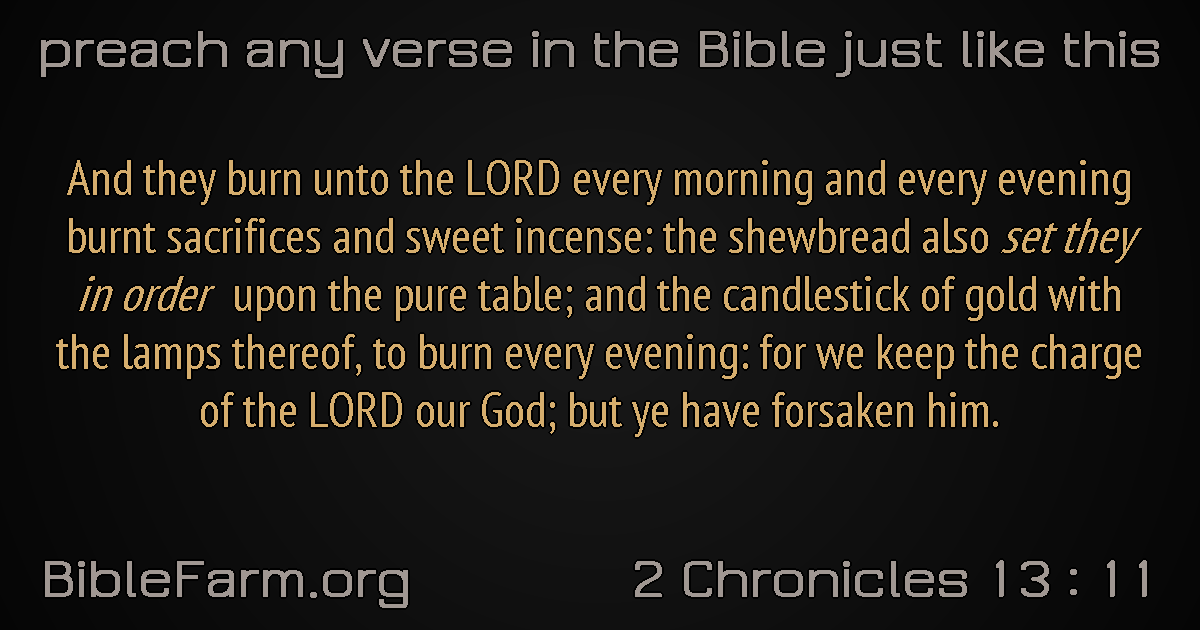 preach any verse in the Bible just like this
And they burn unto the LORD every morning and every evening
burnt sacrifices and sweet incense: the shewbread also set they
in order upon the pure table; and the candlestick of gold with
the lamps thereof, to burn every evening: for we keep the charge
of the LORD our God; but ye have forsaken him.
BibleFarm.org
2 Chronicles 13 : 11